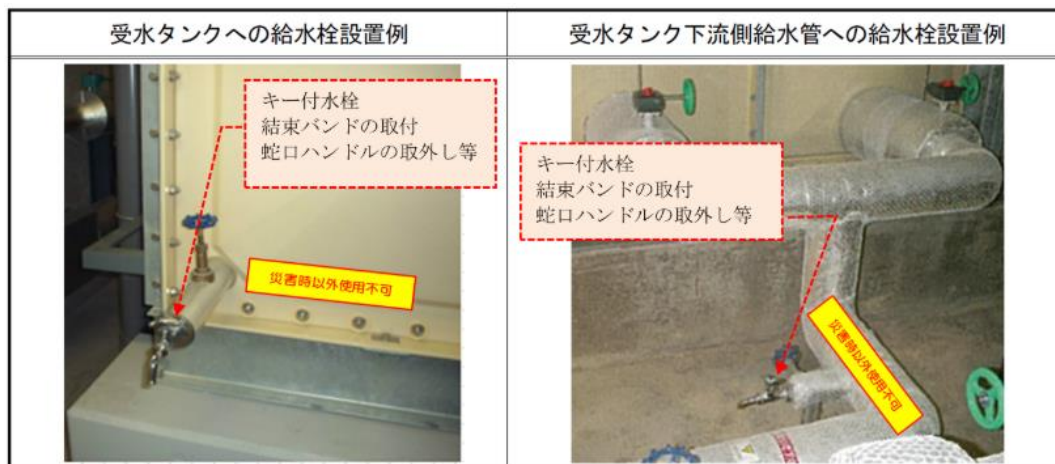 受水タンクへの給水栓設置例
受水タンク下流側給水管への給水栓設置例
キー付水栓
結束バンドの取付
蛇口ハンドルの取外し等
災害時以外使用不可
キー付水栓
結束バンドの取付
蛇口ハンドルの取外し等
災害時以外使用不可